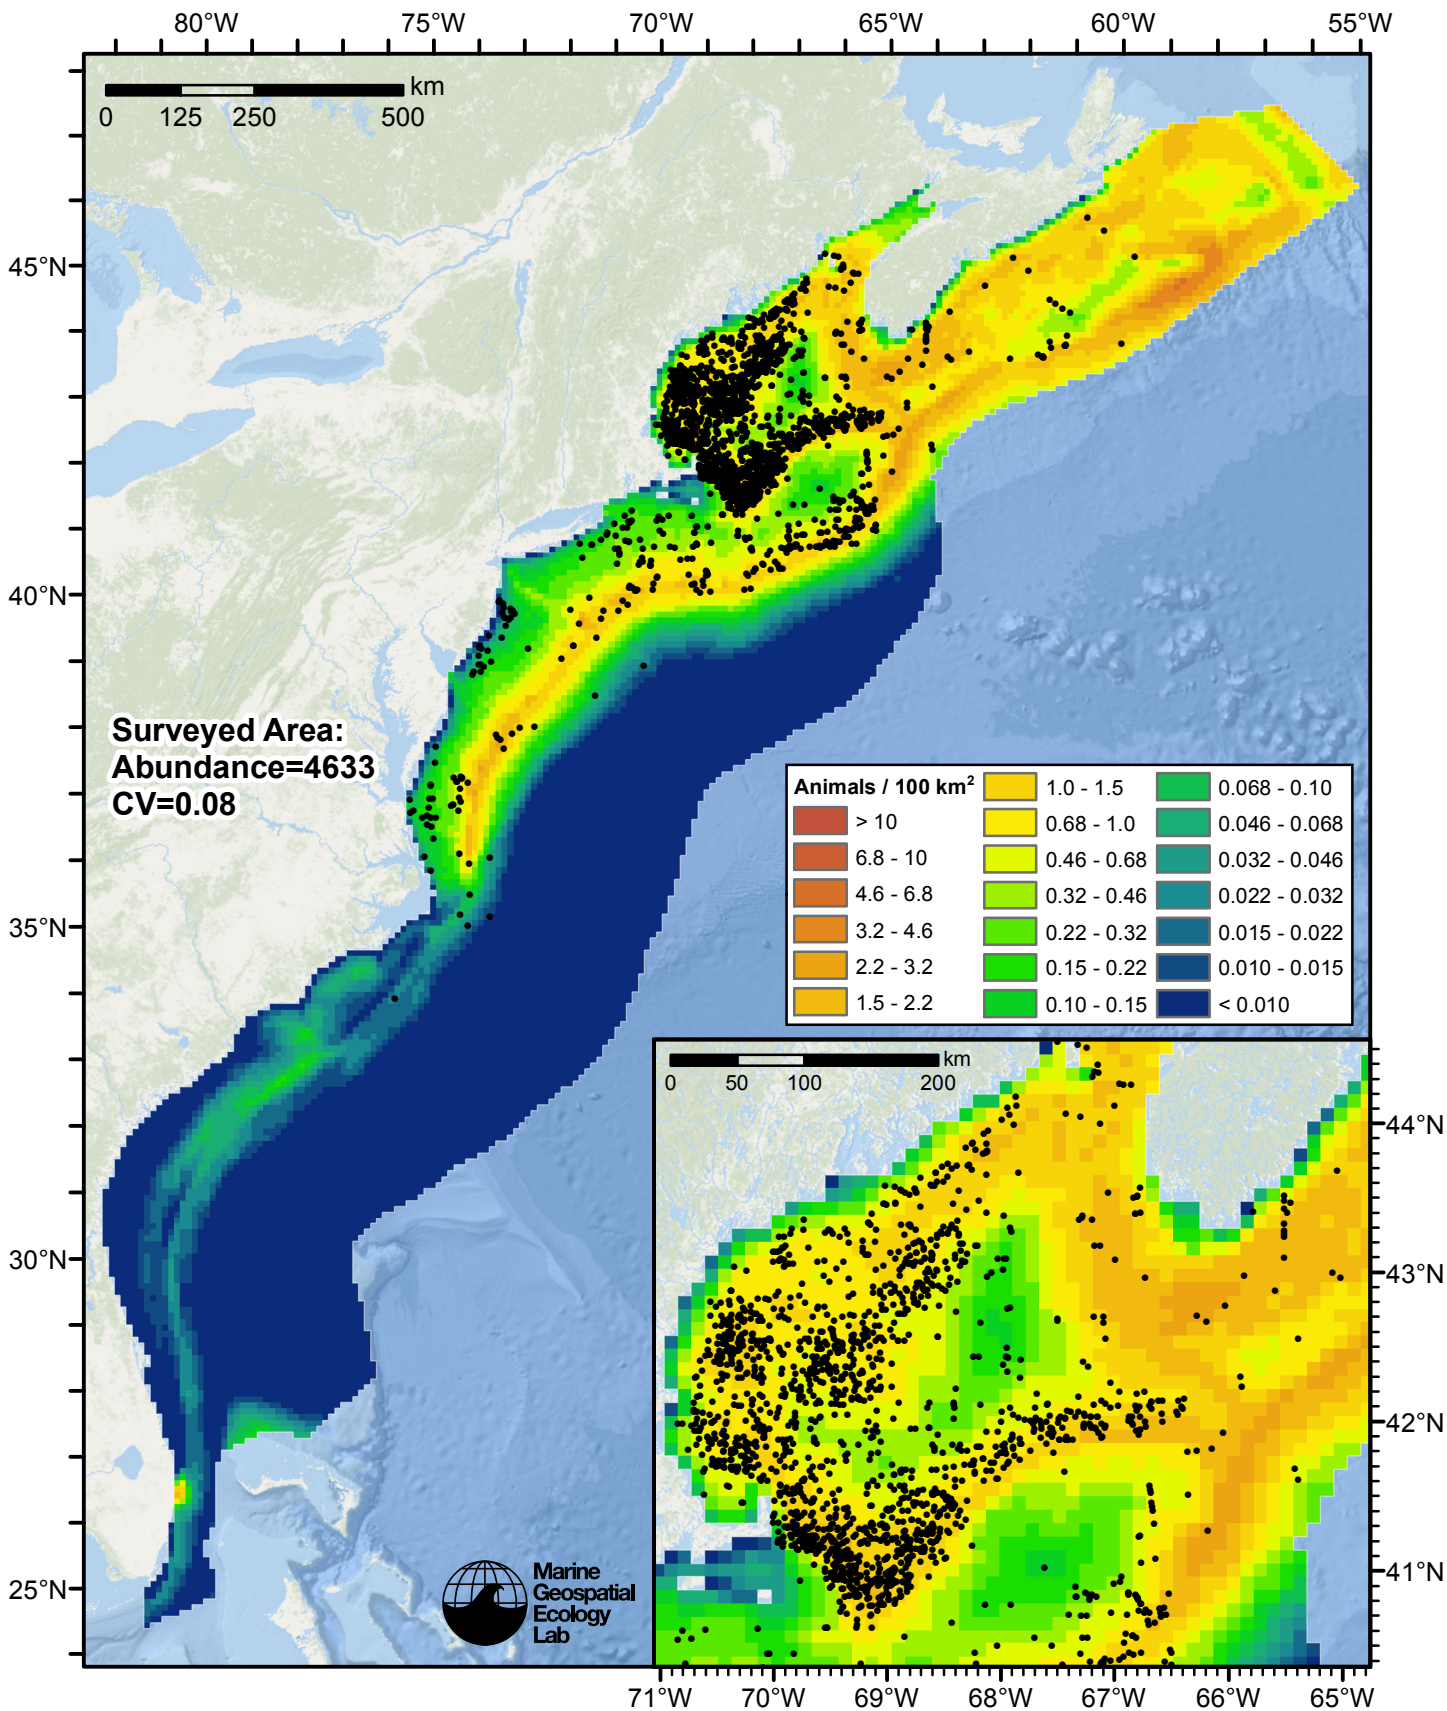 80°W 75°W 70°W 65°W 60°W 55°W
km
0 125 250 500
45°N
40°N
35°N
30°N
25°N
Surveyed Area:
Abundance=4633
CV=0.08
Animals / 100 km²
> 10
6.8 - 10
4.6 - 6.8
3.2 - 4.6
2.2 - 3.2
1.5 - 2.2
1.0 - 1.5
0.68 - 1.0
0.46 - 0.68
0.32 - 0.46
0.22 - 0.32
0.15 - 0.22
0.10 - 0.15
0.068 - 0.10
0.046 - 0.068
0.032 - 0.046
0.022 - 0.032
0.015 - 0.022
0.010 - 0.015
< 0.010
km
0 50 100 200
44°N
43°N
42°N
41°N
Marine
Geospatial
Ecology
Lab
71°W 70°W 69°W 68°W 67°W 66°W 65°W